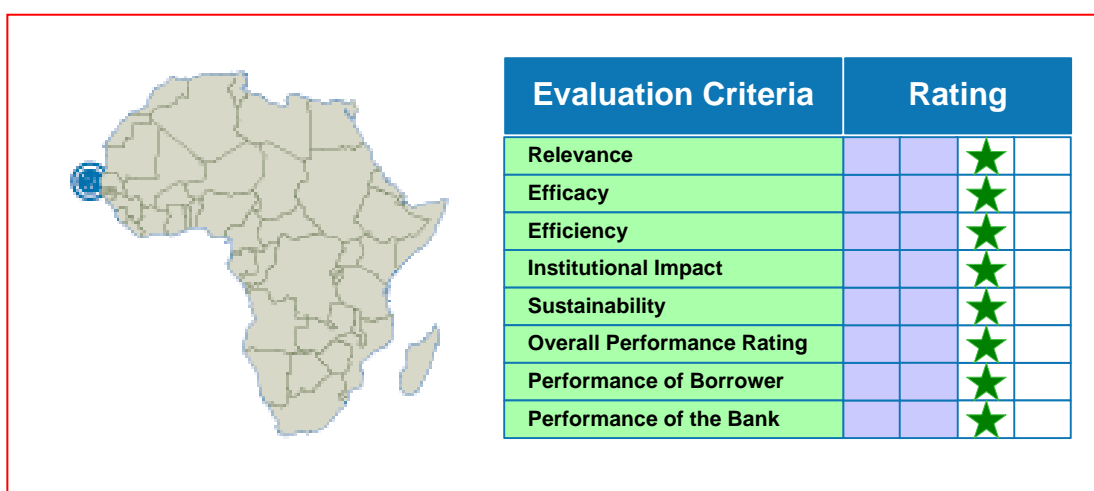 Evaluation Criteria Rating
Relevance
Efficacy
Efficiency
Institutional Impact
Sustainability
Overall Performance Rating
Performance of Borrower
Performance of the Bank